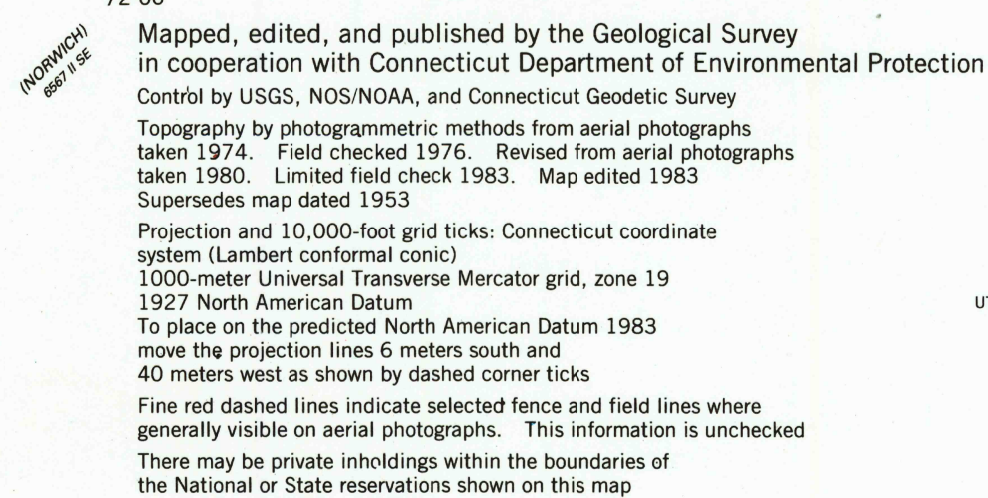 (NORWICH)
6567 II SE
Mapped, edited, and published by the Geological Survey
in cooperation with Connecticut Department of Environmental Protection
Control by USGS, NOS/NOAA, and Connecticut Geodetic Survey
Topography by photogrammetric methods from aerial photographs
taken 1974. Field checked 1976. Revised from aerial photographs
taken 1980. Limited field check 1983. Map edited 1983
Supersedes map dated 1953
Projection and 10,000-foot grid ticks: Connecticut coordinate
system (Lambert conformal conic)
1000-meter Universal Transverse Mercator grid, zone 19
1927 North American Datum
To place on the predicted North American Datum 1983
move the projection lines 6 meters south and
40 meters west as shown by dashed corner ticks
Fine red dashed lines indicate selected fence and field lines where
generally visible on aerial photographs. This information is unchecked
There may be private inholdings within the boundaries of
the National or State reservations shown on this map